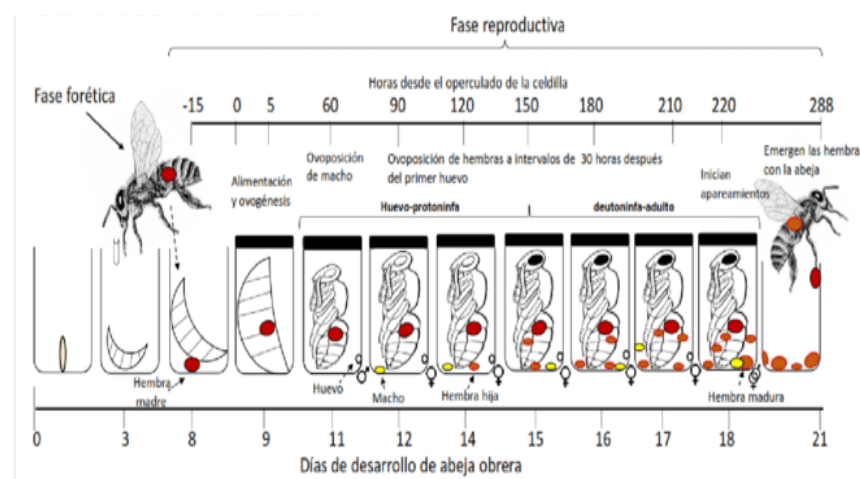 Fase reproductiva
Horas desde el operculado de la celdilla
Fase forética
-15 0 5 60 90 120 150 180 210 220 288
Alimentación
y ovogénesis
Ovoposición
de macho
Ovoposición de hembras a intervalos de 30 horas después
del primer huevo
Inician
apareamientos
Emergen las hembra
con la abeja
Huevo-protoninfa
deutoninfa-adulto
Hembra
madre
Huevo
Macho
Hembra hija
Hembra madura
0 3 8 9 11 12 14 15 16 17 18 21
Días de desarrollo de abeja obrera